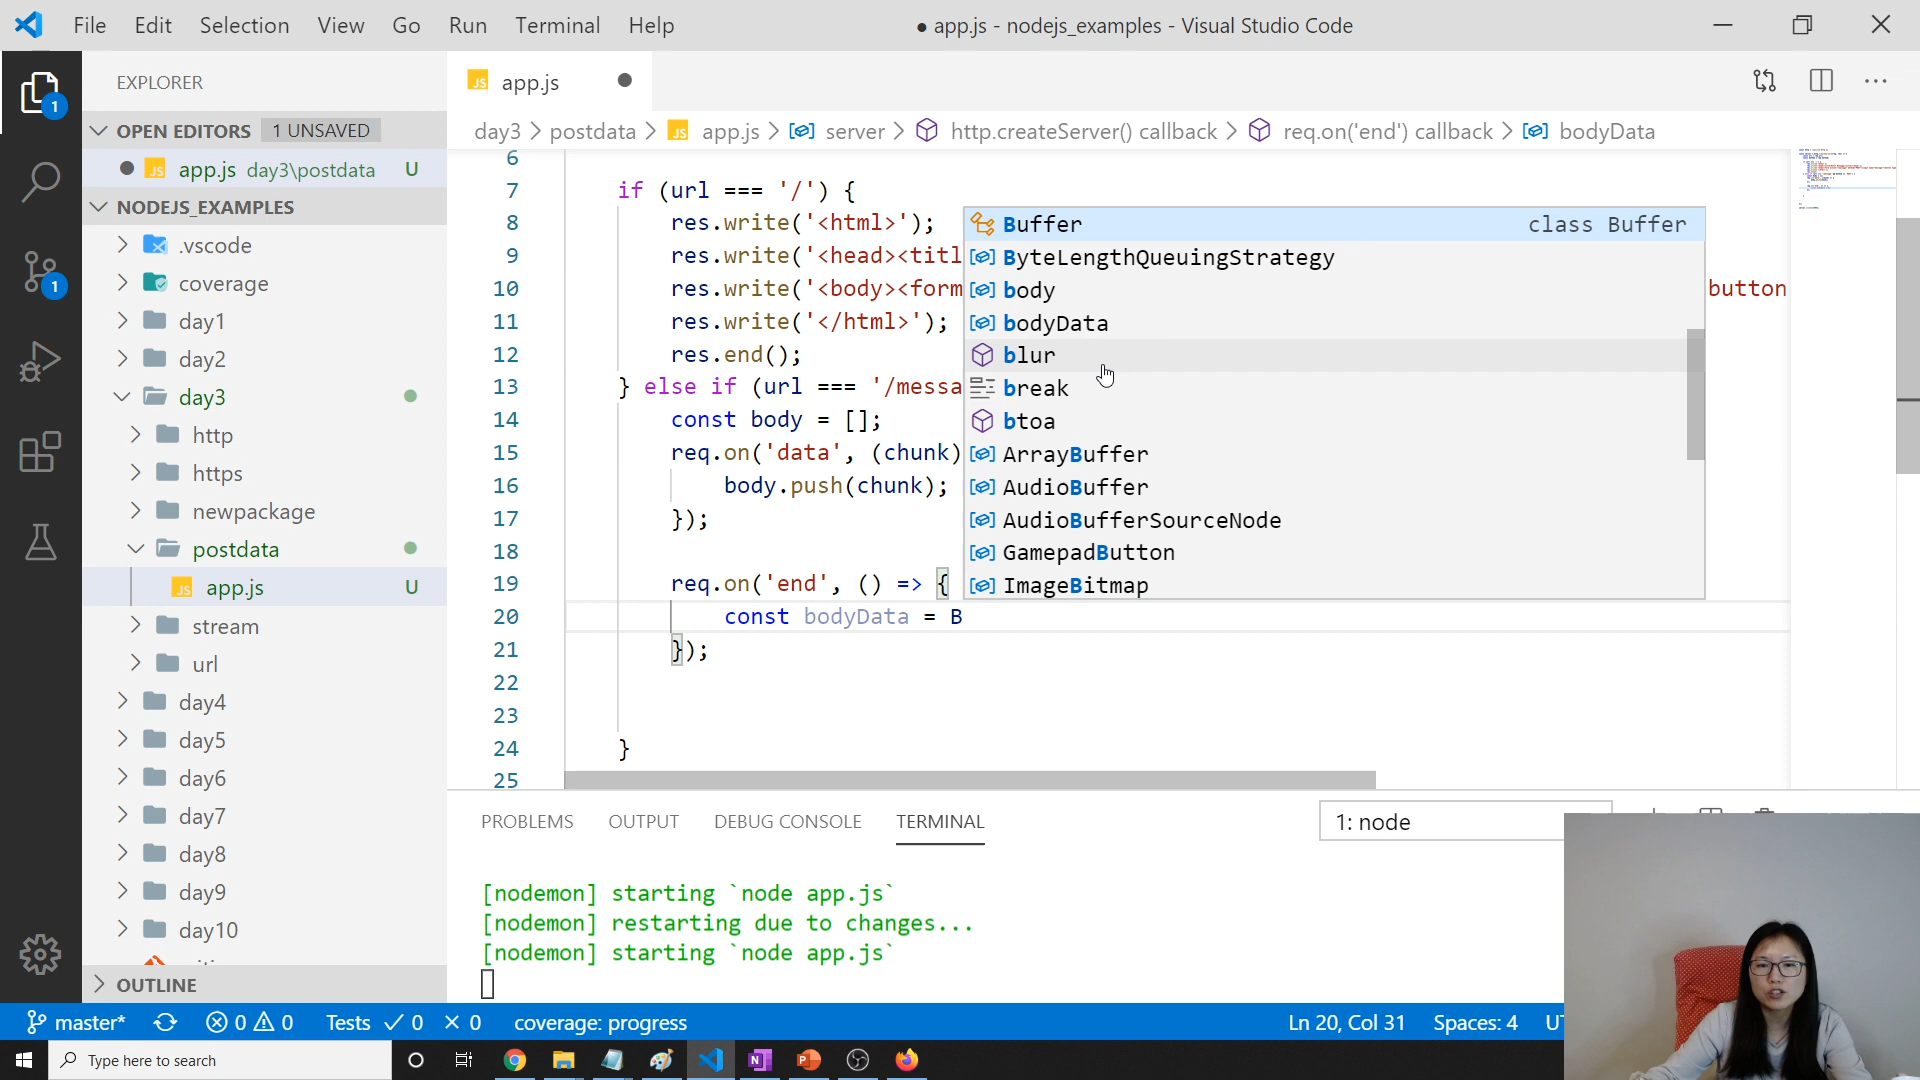 File Edit Selection View Go Run Terminal Help
● app.js - nodejs_examples - Visual Studio Code
1
EXPLORER
OPEN EDITORS 1 UNSAVED
app.js day3\postdata U
NODEJS_EXAMPLES
.vscode
coverage
day1
day2
day3
http
https
newpackage
postdata
app.js U
stream
url
day4
day5
day6
day7
day8
day9
day10
OUTLINE
1
JS app.js
day3 > postdata > JS app.js > server > http.createServer() callback > req.on('end') callback > bodyData
6
7 if (url === '/') {
8 res.write('<html>');
9 res.write('<head><titl
10 res.write('<body><form button
11 res.write('</html>');
12 res.end();
13 } else if (url === '/messa
14 const body = [];
15 req.on('data', (chunk)
16 body.push(chunk);
17 });
18
19 req.on('end', () => {
20 const bodyData = B
21 });
22
23
24 }
25
Buffer class Buffer
ByteLengthQueuingStrategy
body
bodyData
blur
break
btoa
ArrayBuffer
AudioBuffer
AudioBufferSourceNode
GamepadButton
ImageBitmap
PROBLEMS OUTPUT DEBUG CONSOLE TERMINAL 1: node
[nodemon] starting `node app.js`
[nodemon] restarting due to changes...
[nodemon] starting `node app.js`
master* 0 0 Tests ✓ 0 × 0 coverage: progress Ln 20, Col 31 Spaces: 4
Type here to search